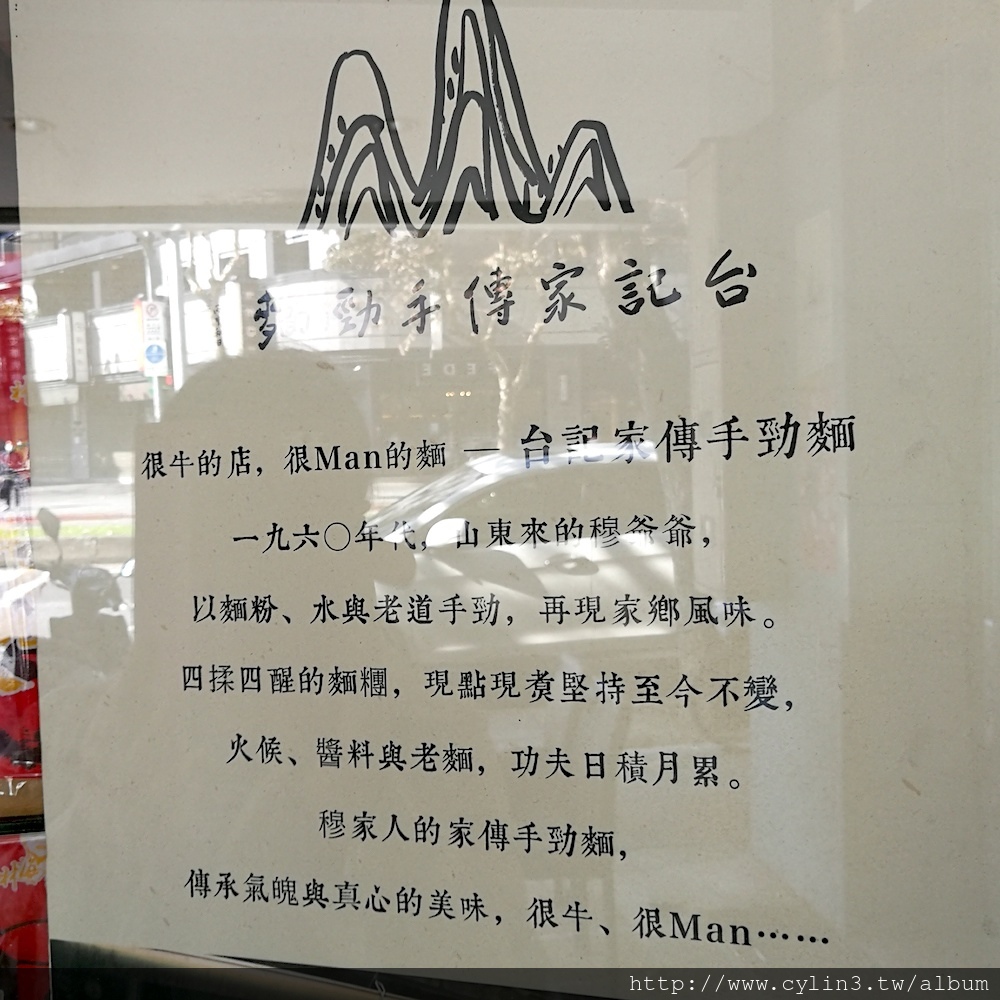 台記家傳手勁麵
很牛的店，很Man的麵 — 台記家傳手勁麵
一九六〇年代，山東來的穆爺爺，
以麵粉、水與老道手勁，再現家鄉風味。
四揉四醒的麵糰，現點現煮堅持至今不變，
火候、醬料與老麵，功夫日積月累。
穆家人的家傳手勁麵，
傳承氣魄與真心的美味，很牛、很Man……
http://www.cylin3.tw/album